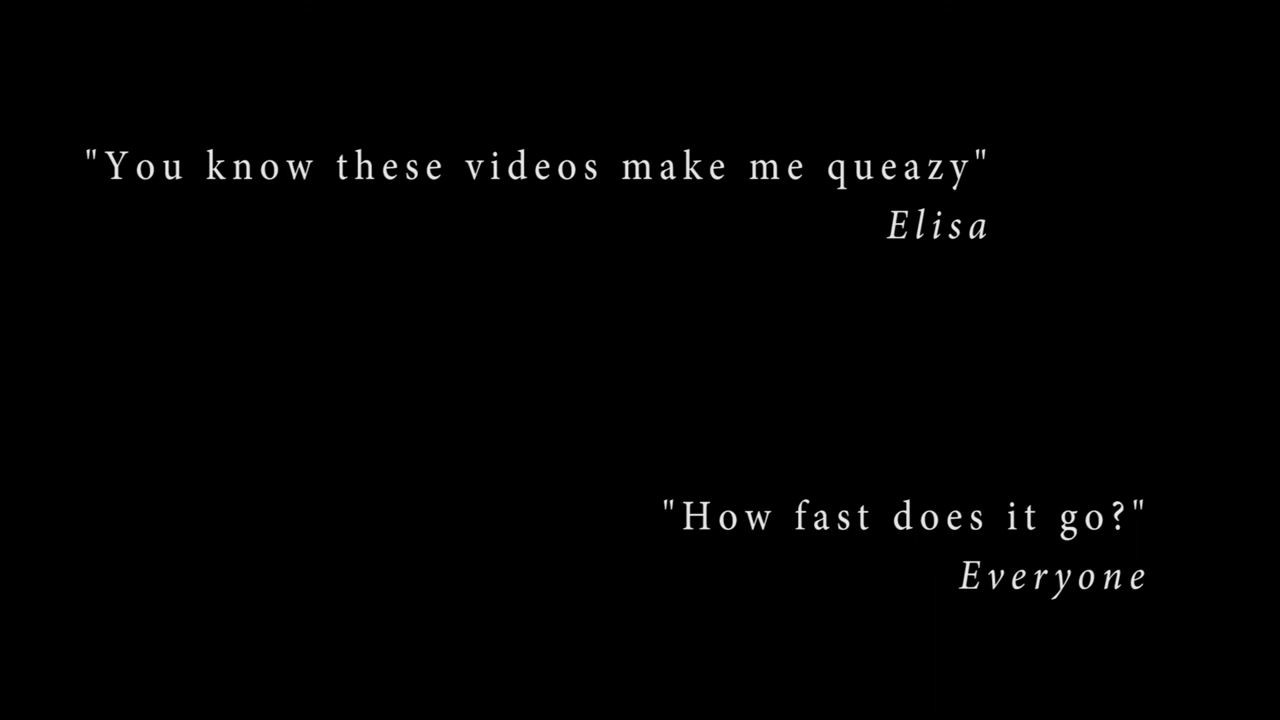 "You know these videos make me queazy"
Elisa
"How fast does it go?"
Everyone